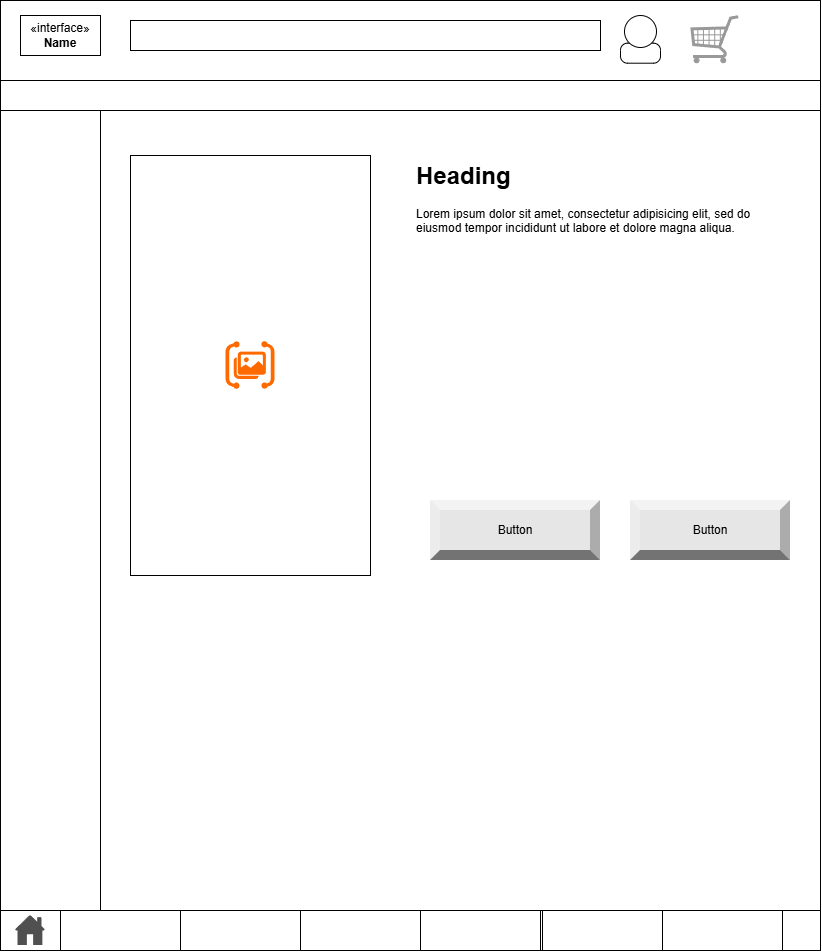 «interface»
Name
Heading
Lorem ipsum dolor sit amet, consectetur adipisicing elit, sed do
eiusmod tempor incididunt ut labore et dolore magna aliqua.
Button
Button